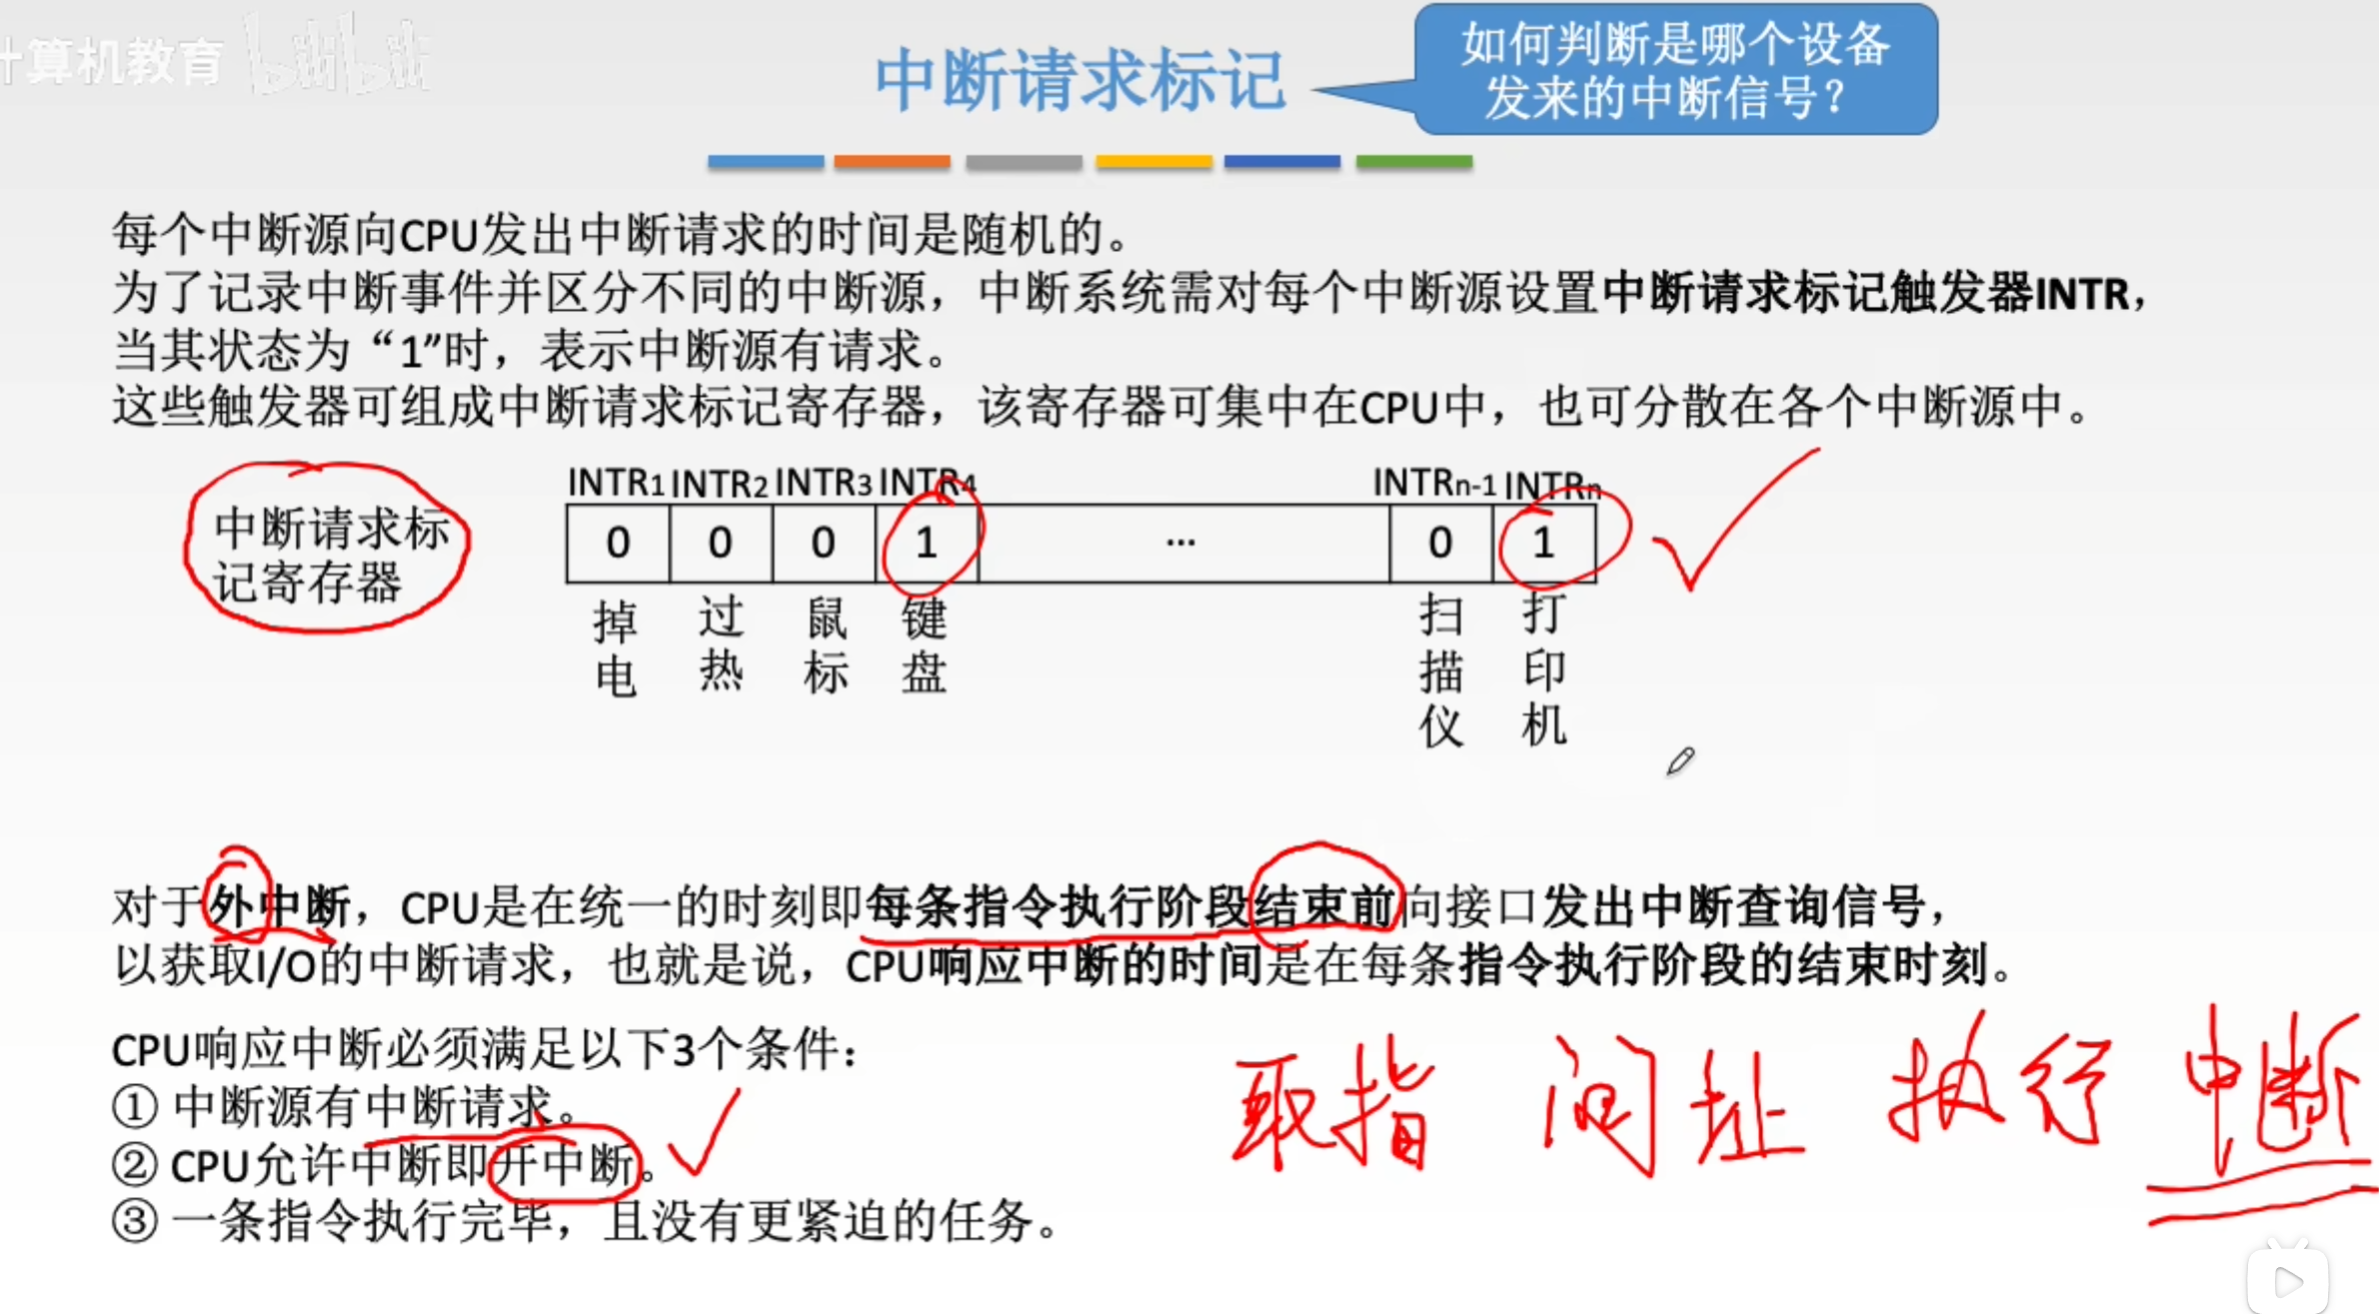 计算机教育 bilibili
中断请求标记
如何判断是哪个设备
发来的中断信号？
每个中断源向CPU发出中断请求的时间是随机的。
为了记录中断事件并区分不同的中断源，中断系统需对每个中断源设置中断请求标记触发器INTR，
当其状态为“1”时，表示中断源有请求。
这些触发器可组成中断请求标记寄存器，该寄存器可集中在CPU中，也可分散在各个中断源中。
中断请求标
记寄存器
INTR1 INTR2 INTR3 INTR4 INTRn-1 INTRn
0 0 0 1 ... 0 1
掉电 过热 鼠标 键盘 扫描仪 打印机
对于外中断，CPU是在统一的时刻即每条指令执行阶段结束前向接口发出中断查询信号，
以获取I/O的中断请求，也就是说，CPU响应中断的时间是在每条指令执行阶段的结束时刻。
CPU响应中断必须满足以下3个条件：
① 中断源有中断请求。
② CPU允许中断即开中断。
③ 一条指令执行完毕，且没有更紧迫的任务。
取指 间址 执行 中断